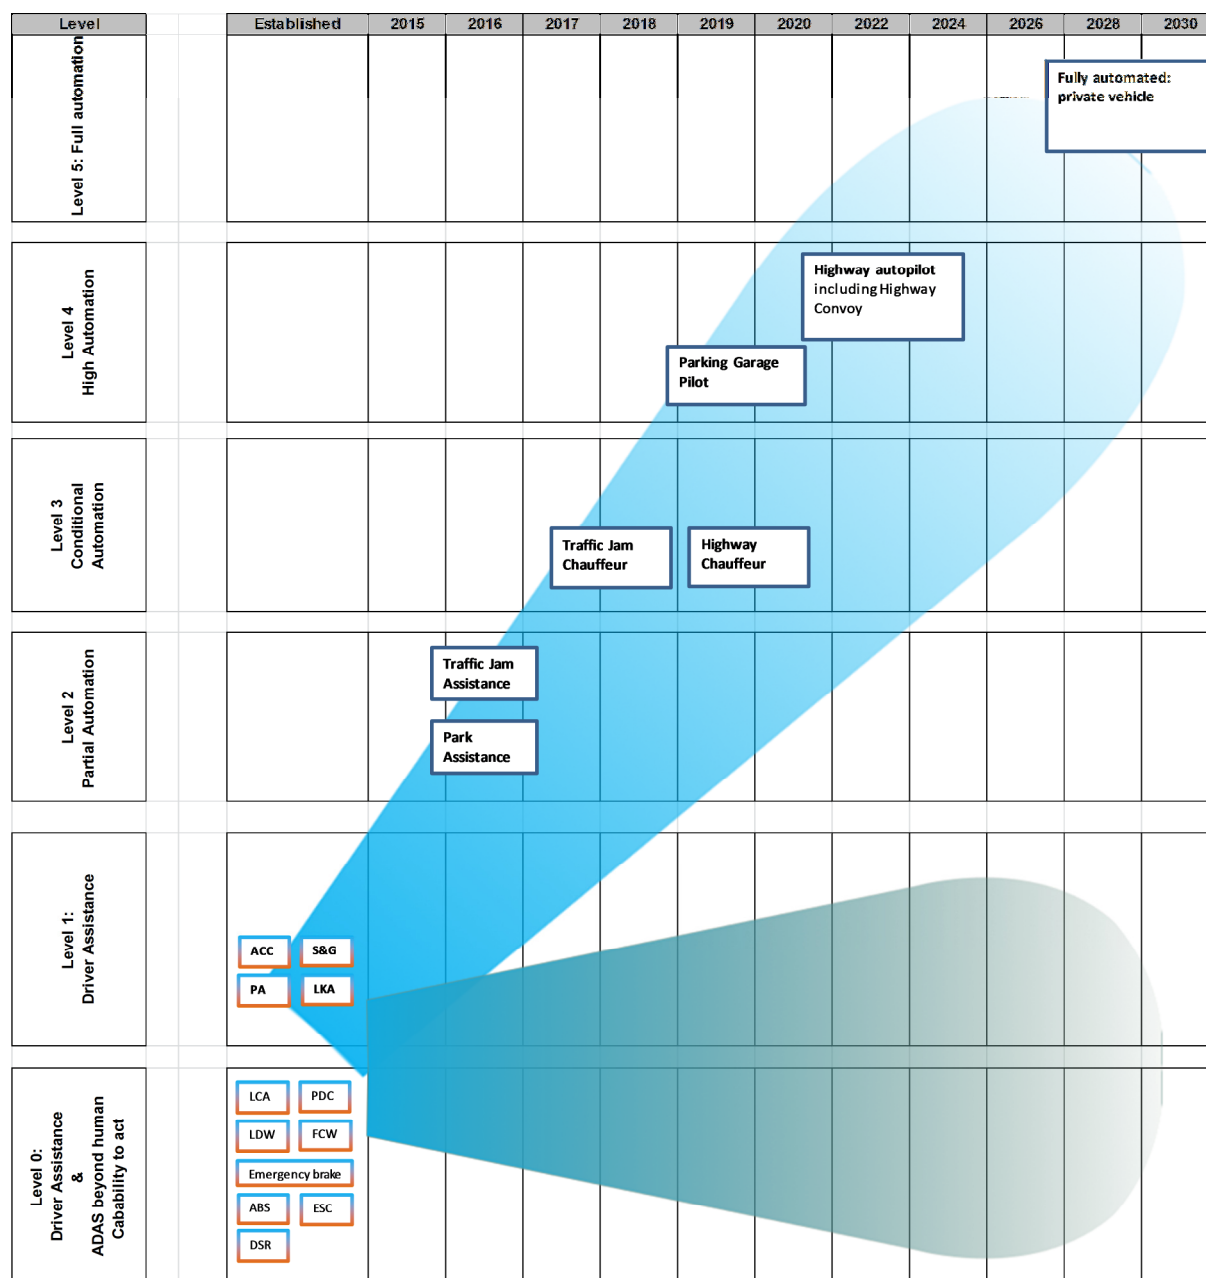 Level Established 2015 2016 2017 2018 2019 2020 2022 2024 2026 2028 2030
Level 5: Full automation
Fully automated:
private vehicle
Level 4
High Automation
Highway autopilot
including Highway
Convoy
Parking Garage
Pilot
Level 3
Conditional
Automation
Traffic Jam
Chauffeur
Highway
Chauffeur
Level 2
Partial Automation
Traffic Jam
Assistance
Park
Assistance
Level 1:
Driver Assistance
ACC S&G
PA LKA
Level 0:
Driver Assistance
&
ADAS beyond human
Cabability to act
LCA PDC
LDW FCW
Emergency brake
ABS ESC
DSR